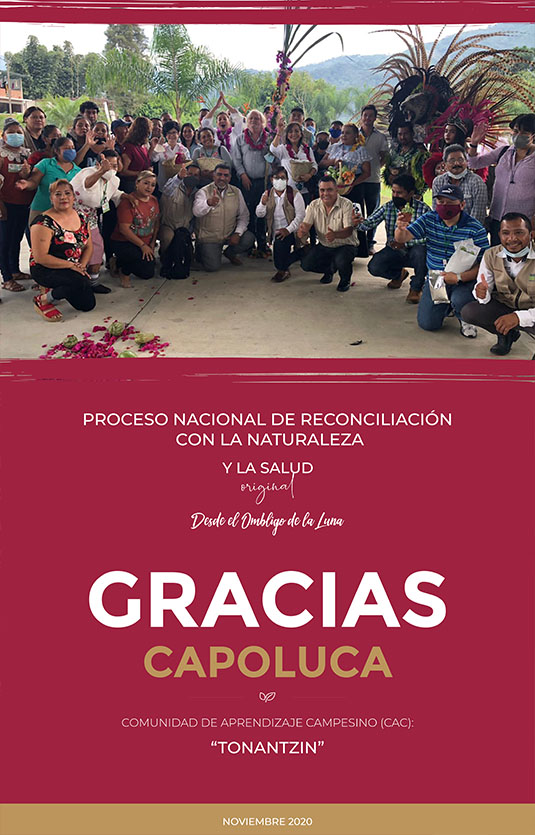 PROCESO NACIONAL DE RECONCILIACIÓN
CON LA NATURALEZA
Y LA SALUD
original
Desde el Ombligo de la Luna
GRACIAS
CAPOLUCA
COMUNIDAD DE APRENDIZAJE CAMPESINO (CAC):
“TONANTZIN”
NOVIEMBRE 2020